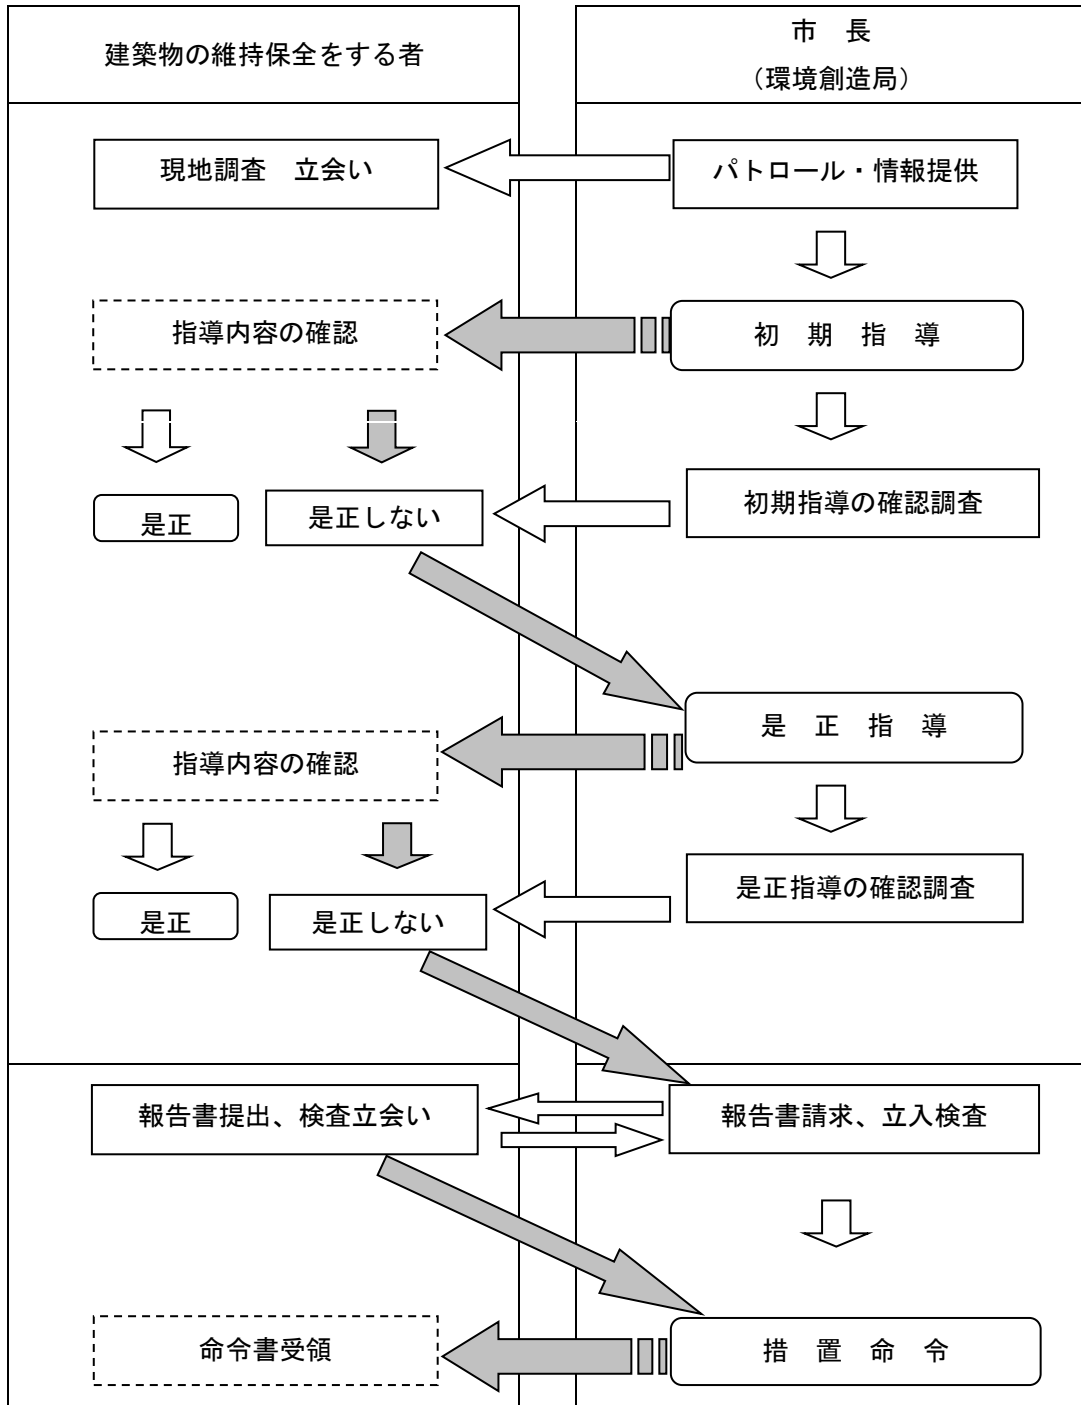 建築物の維持保全をする者
市　長
（環境創造局）
現地調査　立会い
パトロール・情報提供
指導内容の確認
初　期　指　導
是正
是正しない
初期指導の確認調査
是　正　指　導
指導内容の確認
是正指導の確認調査
是正
是正しない
報告書提出、検査立会い
報告書請求、立入検査
命令書受領
措　置　命　令